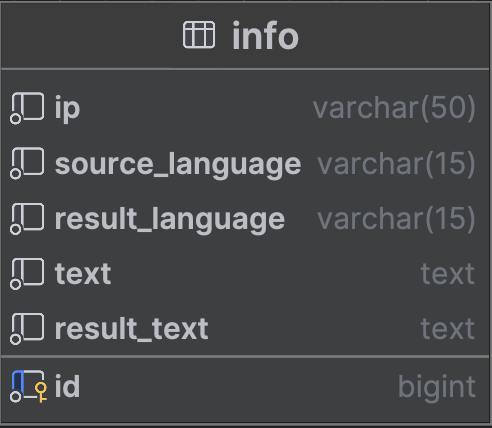 info
ip varchar(50)
source_language varchar(15)
result_language varchar(15)
text text
result_text text
id bigint